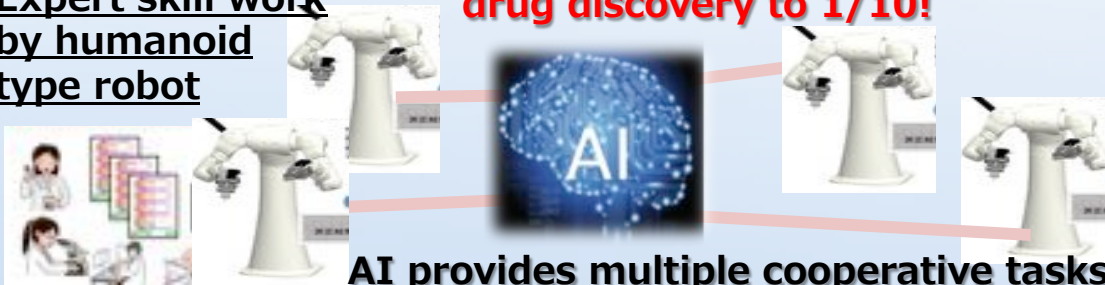 Expert skill work
by humanoid
type robot
drug discovery to 1/10!
AI
AI provides multiple cooperative tasks